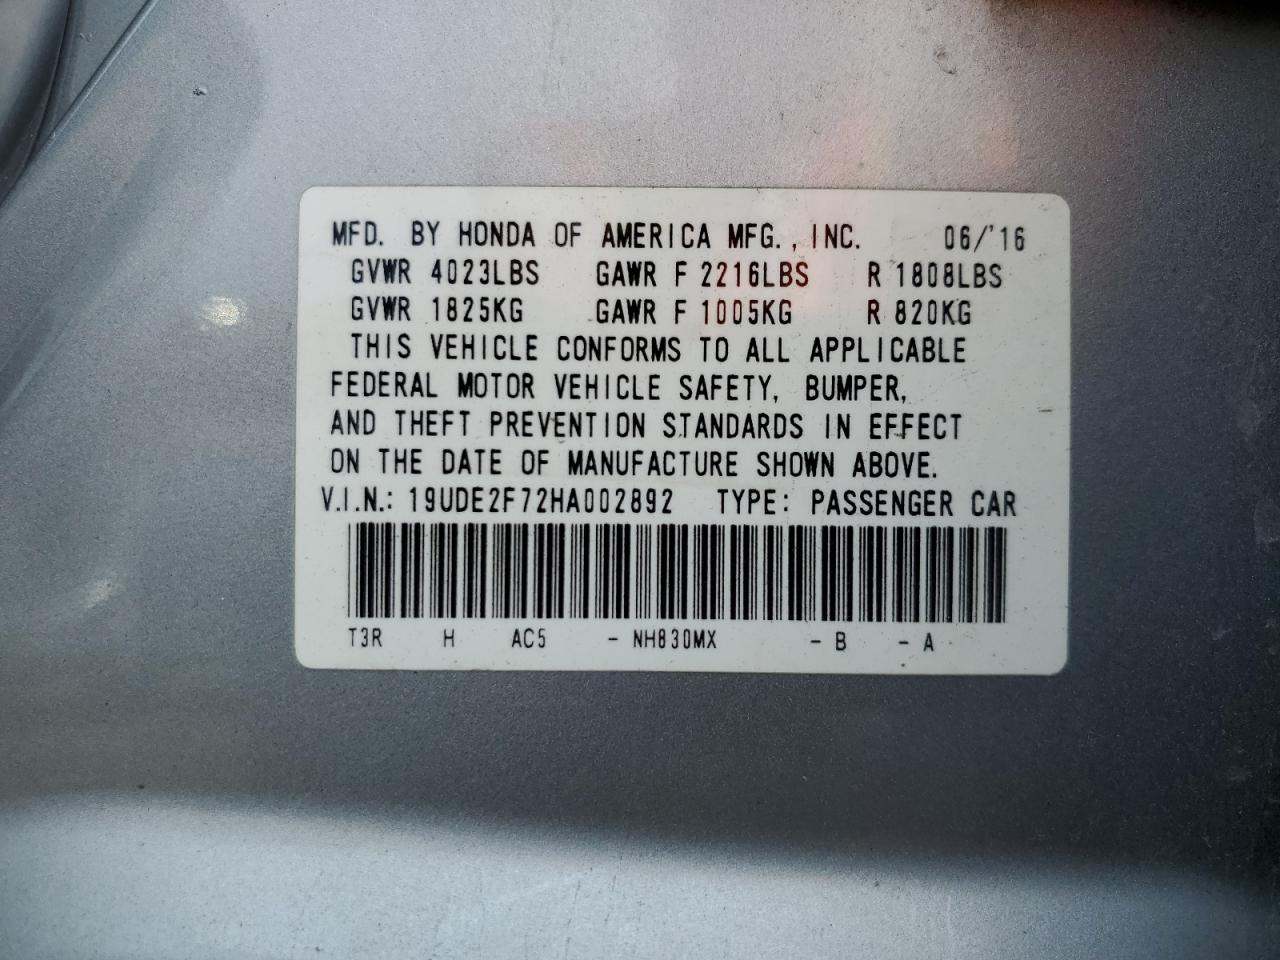 MFD. BY HONDA OF AMERICA MFG., INC. 06/'16
GVWR 4023LBS GAWR F 2216LBS R 1808LBS
GVWR 1825KG GAWR F 1005KG R 820KG
THIS VEHICLE CONFORMS TO ALL APPLICABLE
FEDERAL MOTOR VEHICLE SAFETY, BUMPER,
AND THEFT PREVENTION STANDARDS IN EFFECT
ON THE DATE OF MANUFACTURE SHOWN ABOVE.
V.I.N.: 19UDE2F72HA002892 TYPE: PASSENGER CAR
T3R H AC5 - NH830MX - B - A